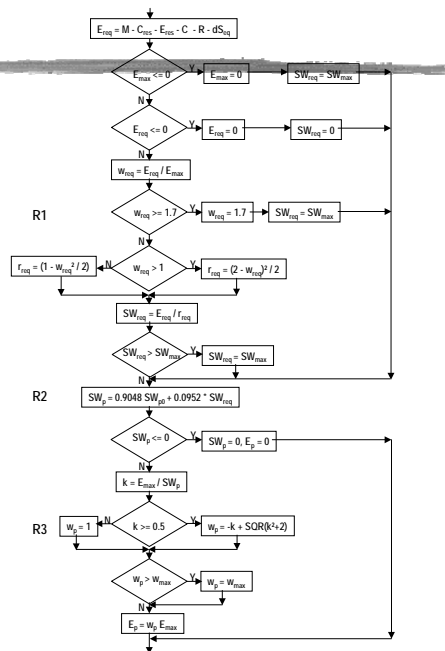 E_req = M - C_res - E_res - C - R - dS_eq
E_max <= 0
Y
E_max = 0
SW_req = SW_max
N
E_req <= 0
Y
E_req = 0
SW_req = 0
N
w_req = E_req / E_max
R1
w_req >= 1.7
Y
w_req = 1.7
SW_req = SW_max
N
r_req = (1 - w_req² / 2)
N
w_req > 1
Y
r_req = (2 - w_req)² / 2
SW_req = E_req / r_req
SW_req > SW_max
Y
SW_req = SW_max
N
R2
SW_p = 0.9048 SW_p0 + 0.0952 * SW_req
SW_p <= 0
Y
SW_p = 0, E_p = 0
N
k = E_max / SW_p
R3
w_p = 1
N
k >= 0.5
Y
w_p = -k + SQR(k²+2)
w_p > w_max
Y
w_p = w_max
N
E_p = w_p E_max